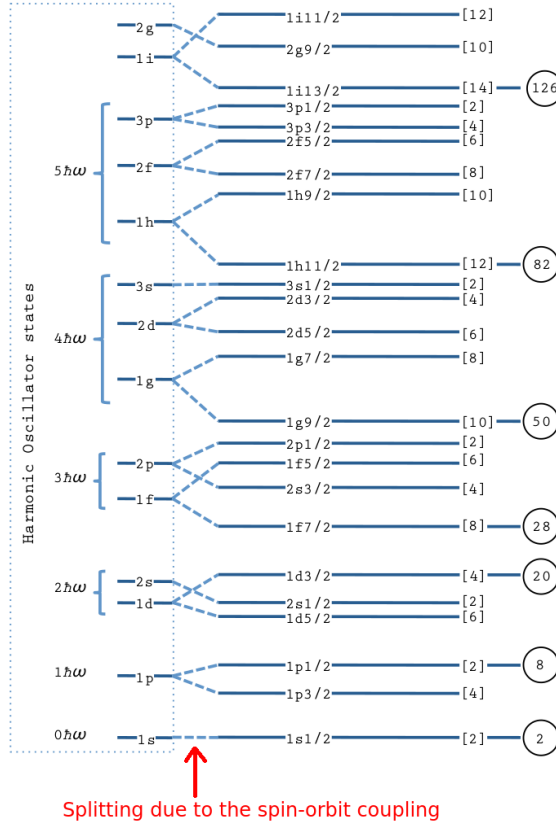 1i11/2 [12]
2g
2g9/2 [10]
1i
1i13/2 [14] 126
3p1/2 [2]
3p
3p3/2 [4]
2f5/2 [6]
5ħω 2f
2f7/2 [8]
1h9/2 [10]
1h
1h11/2 [12] 82
3s 3s1/2 [2]
2d3/2 [4]
2d
2d5/2 [6]
4ħω
1g7/2 [8]
1g
1g9/2 [10] 50
2p1/2 [2]
2p 1f5/2 [6]
3ħω
2s3/2 [4]
1f
1f7/2 [8] 28
1d3/2 [4] 20
2ħω 2s
1d 2s1/2 [2]
1d5/2 [6]
1p1/2 [2] 8
1ħω 1p
1p3/2 [4]
0ħω 1s 1s1/2 [2] 2
Harmonic Oscillator states
Splitting due to the spin-orbit coupling